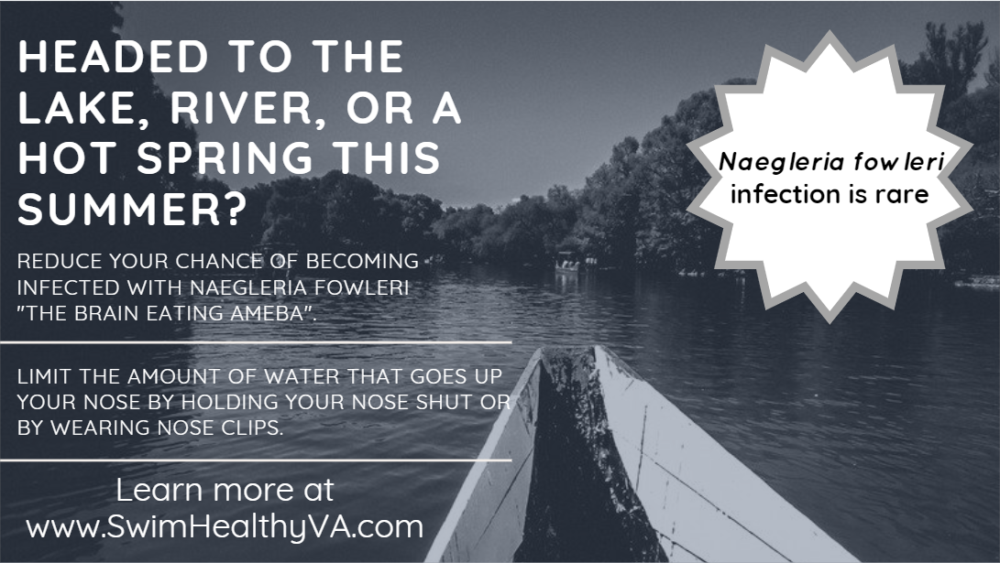 HEADED TO THE
LAKE, RIVER, OR A
HOT SPRING THIS
SUMMER?
REDUCE YOUR CHANCE OF BECOMING
INFECTED WITH NAEGLERIA FOWLERI
"THE BRAIN EATING AMEBA".
LIMIT THE AMOUNT OF WATER THAT GOES UP
YOUR NOSE BY HOLDING YOUR NOSE SHUT OR
BY WEARING NOSE CLIPS.
Learn more at
www.SwimHealthyVA.com
Naegleria fowleri
infection is rare